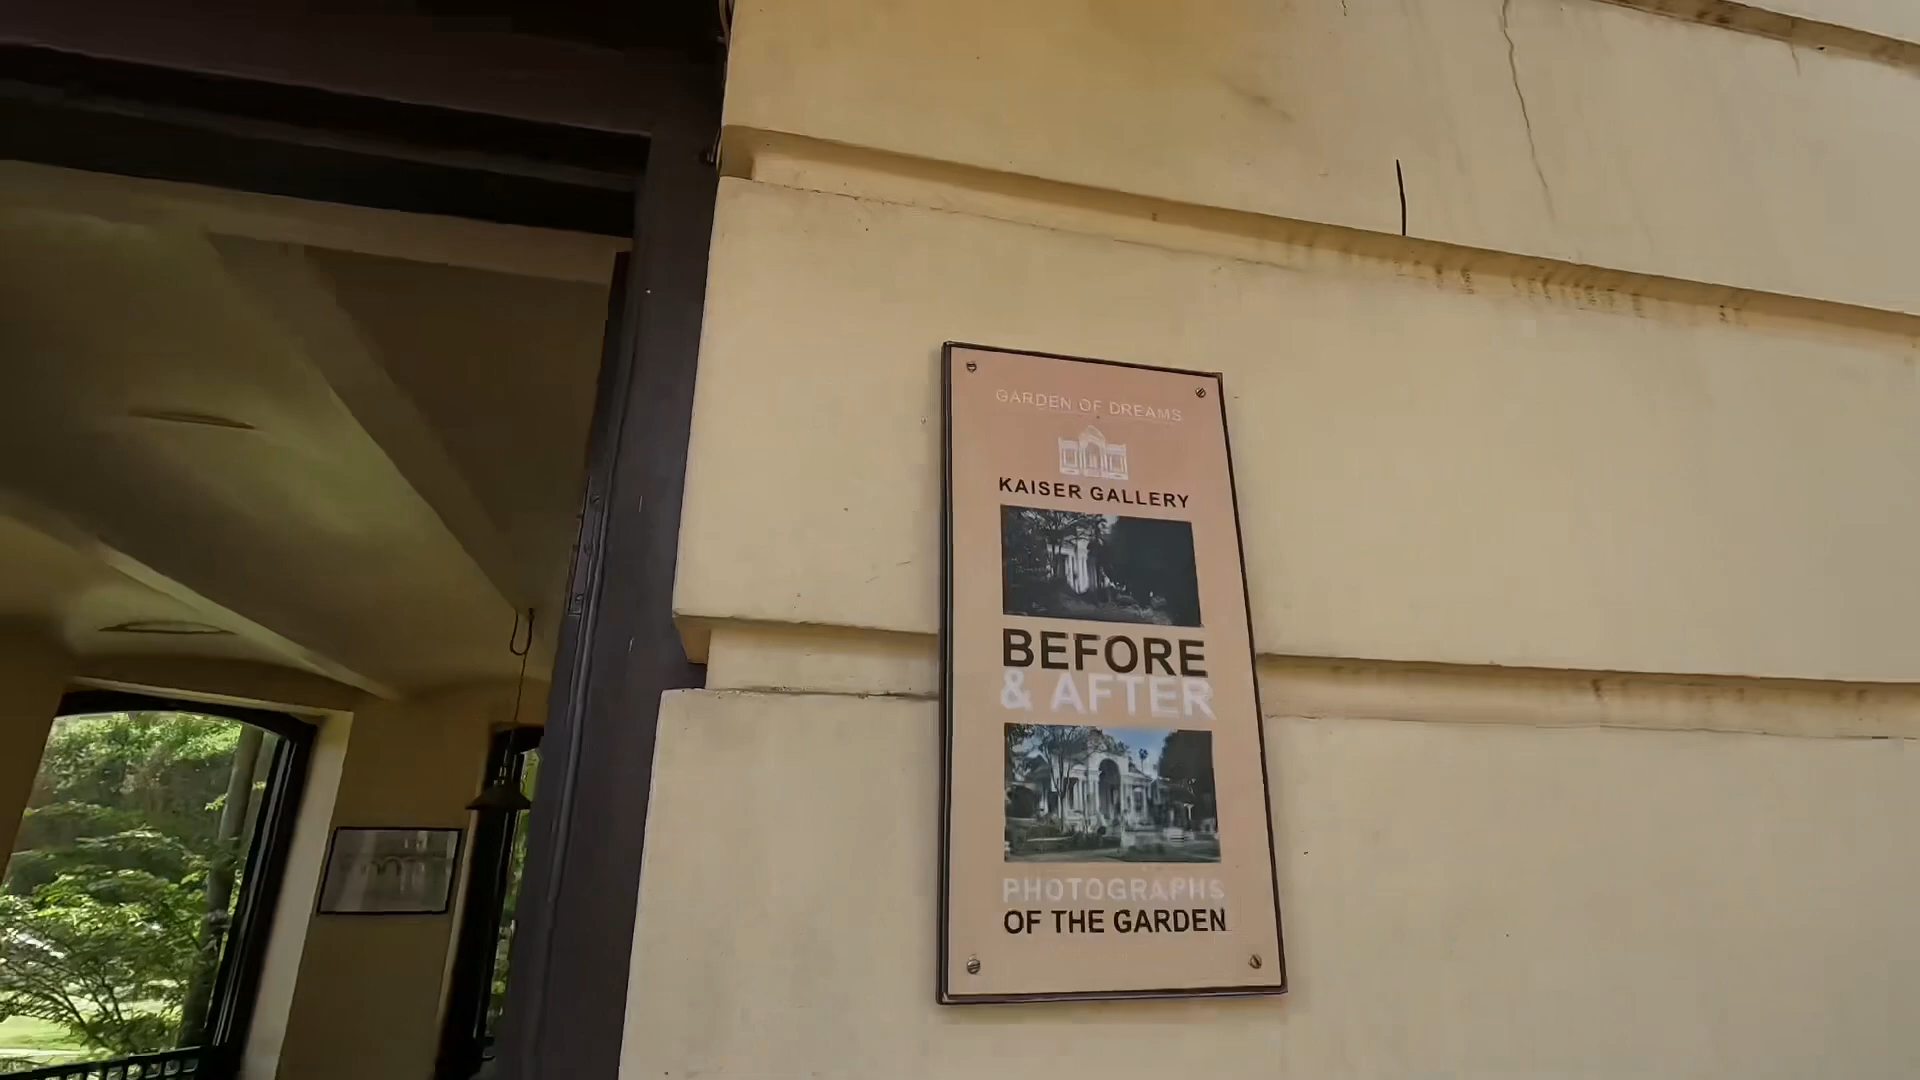 GARDEN OF DREAMS
KAISER GALLERY
BEFORE
& AFTER
PHOTOGRAPHS
OF THE GARDEN